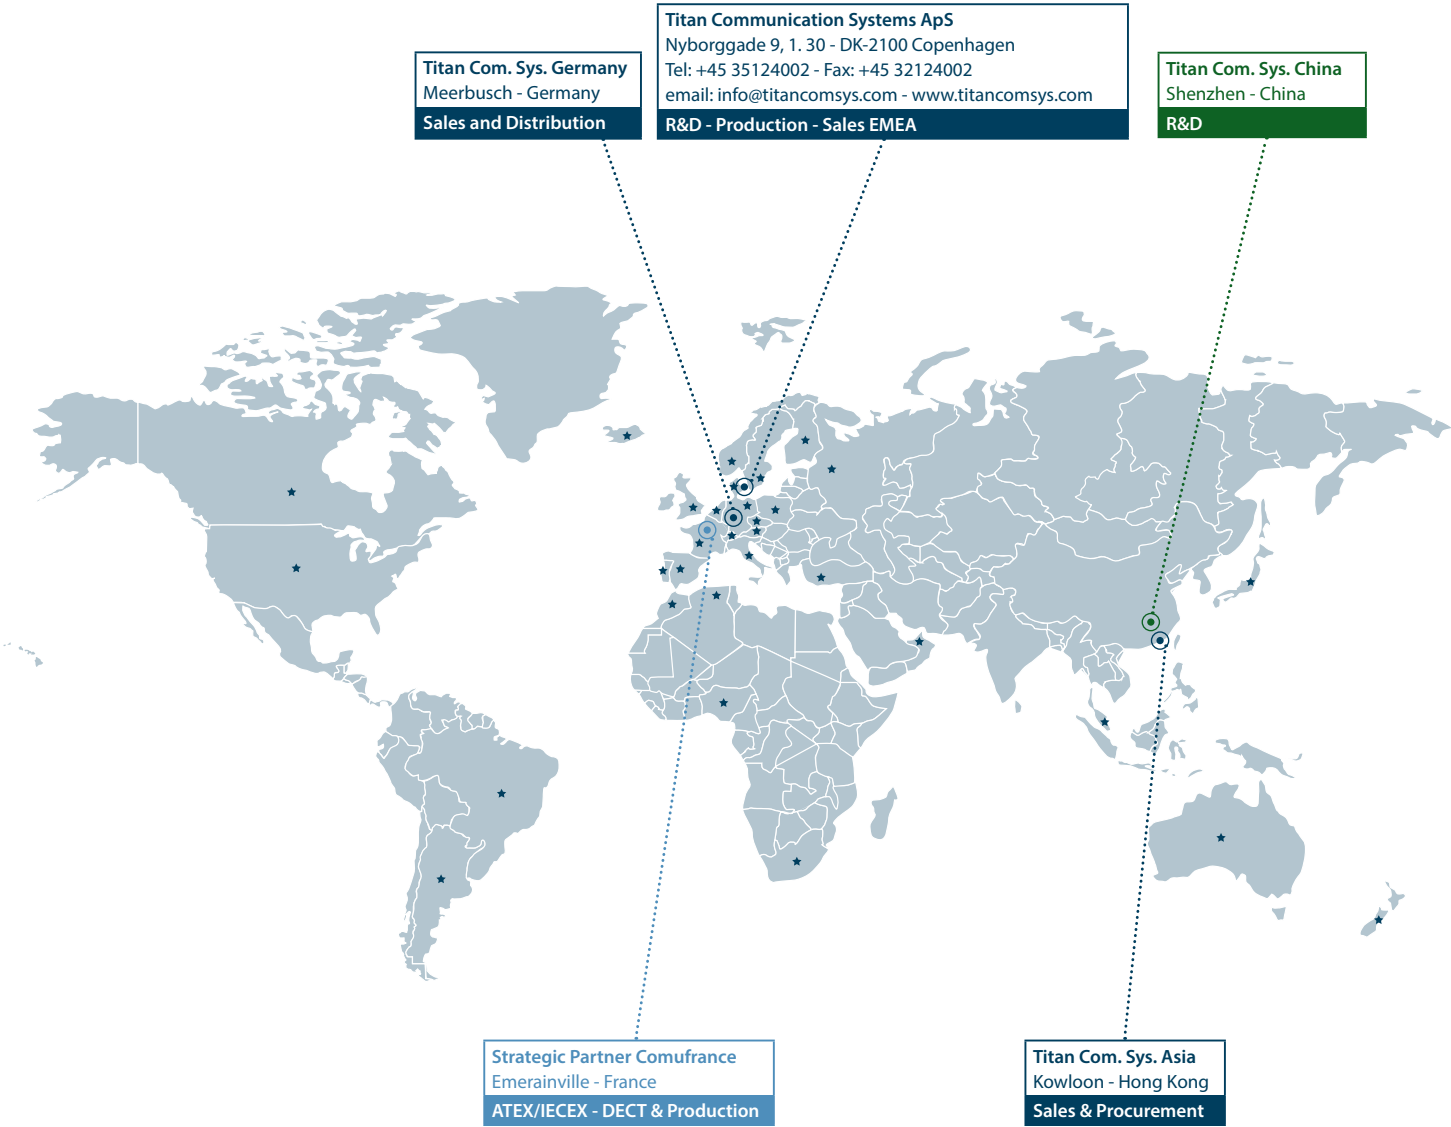 Titan Communication Systems ApS
Nyborggade 9, 1. 30 - DK-2100 Copenhagen
Tel: +45 35124002 - Fax: +45 32124002
email: info@titancomsys.com - www.titancomsys.com
R&D - Production - Sales EMEA
Titan Com. Sys. Germany
Meerbusch - Germany
Sales and Distribution
Titan Com. Sys. China
Shenzhen - China
R&D
Strategic Partner Comufrance
Emerainville - France
ATEX/IECEX - DECT & Production
Titan Com. Sys. Asia
Kowloon - Hong Kong
Sales & Procurement